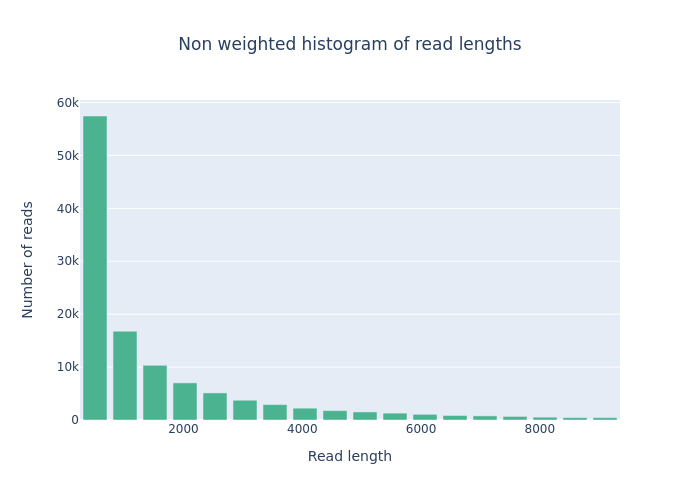 Non weighted histogram of read lengths
60k
50k
40k
30k
20k
10k
0
Number of reads
2000
4000
6000
8000
Read length